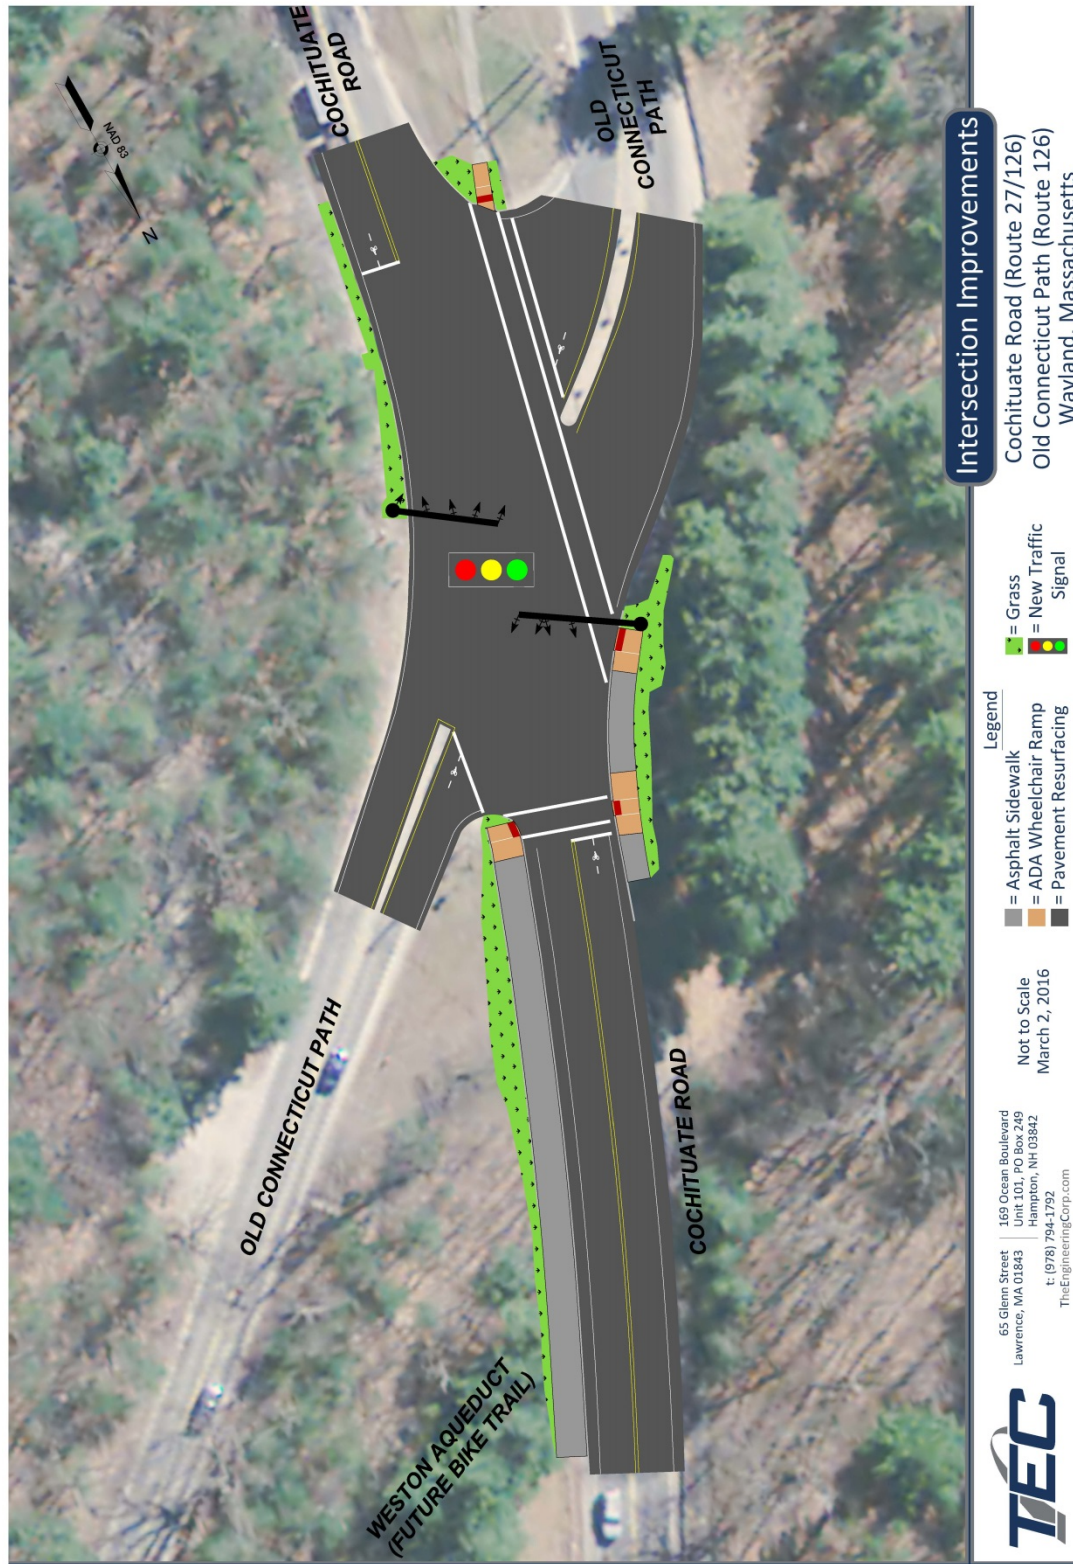 COCHITUATE
ROAD
OLD
CONNECTICUT
PATH
NAD 83
N
OLD CONNECTICUT PATH
COCHITUATE ROAD
WESTON AQUEDUCT
(FUTURE BIKE TRAIL)
TEC
65 Glenn Street
Lawrence, MA 01843
169 Ocean Boulevard
Unit 101, PO Box 249
Hampton, NH 03842
t: (978) 794-1792
TheEngineeringCorp.com
Not to Scale
March 2, 2016
Legend
= Asphalt Sidewalk
= ADA Wheelchair Ramp
= Pavement Resurfacing
= Grass
= New Traffic
Signal
Intersection Improvements
Cochituate Road (Route 27/126)
Old Connecticut Path (Route 126)
Wayland, Massachusetts